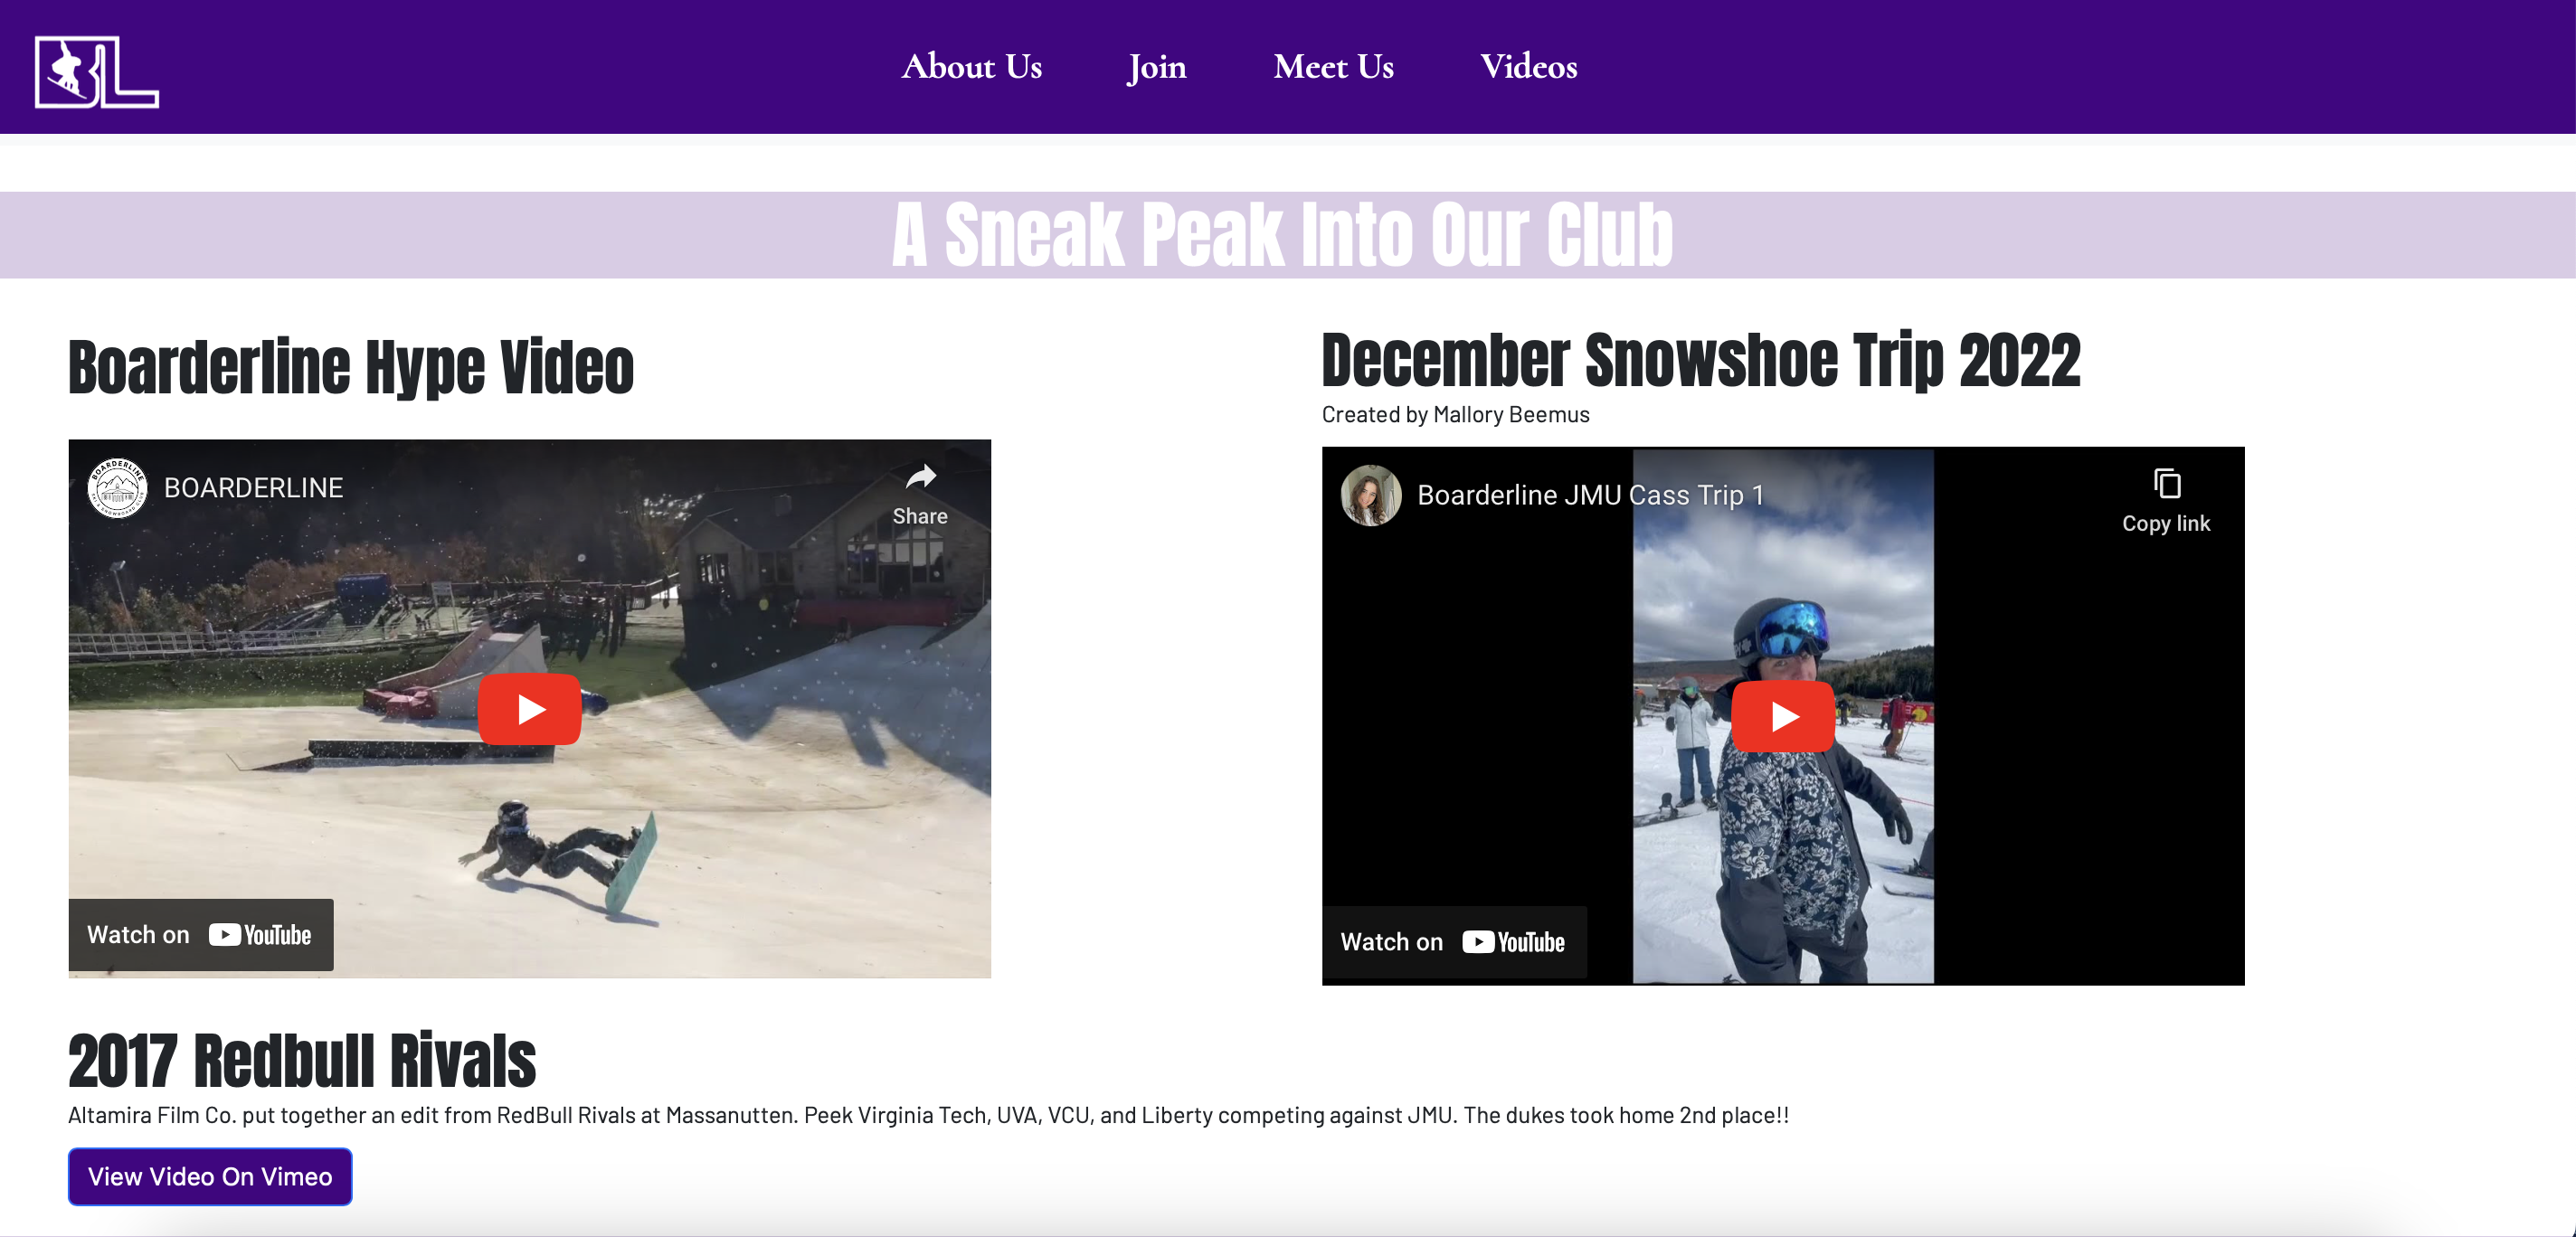 BL
About Us Join Meet Us Videos
A Sneak Peak Into Our Club
Boarderline Hype Video
BOARDERLINE
Share
Watch on YouTube
December Snowshoe Trip 2022
Created by Mallory Beemus
Boarderline JMU Cass Trip 1
Copy link
Watch on YouTube
2017 Redbull Rivals
Altamira Film Co. put together an edit from RedBull Rivals at Massanutten. Peek Virginia Tech, UVA, VCU, and Liberty competing against JMU. The dukes took home 2nd place!!
View Video On Vimeo